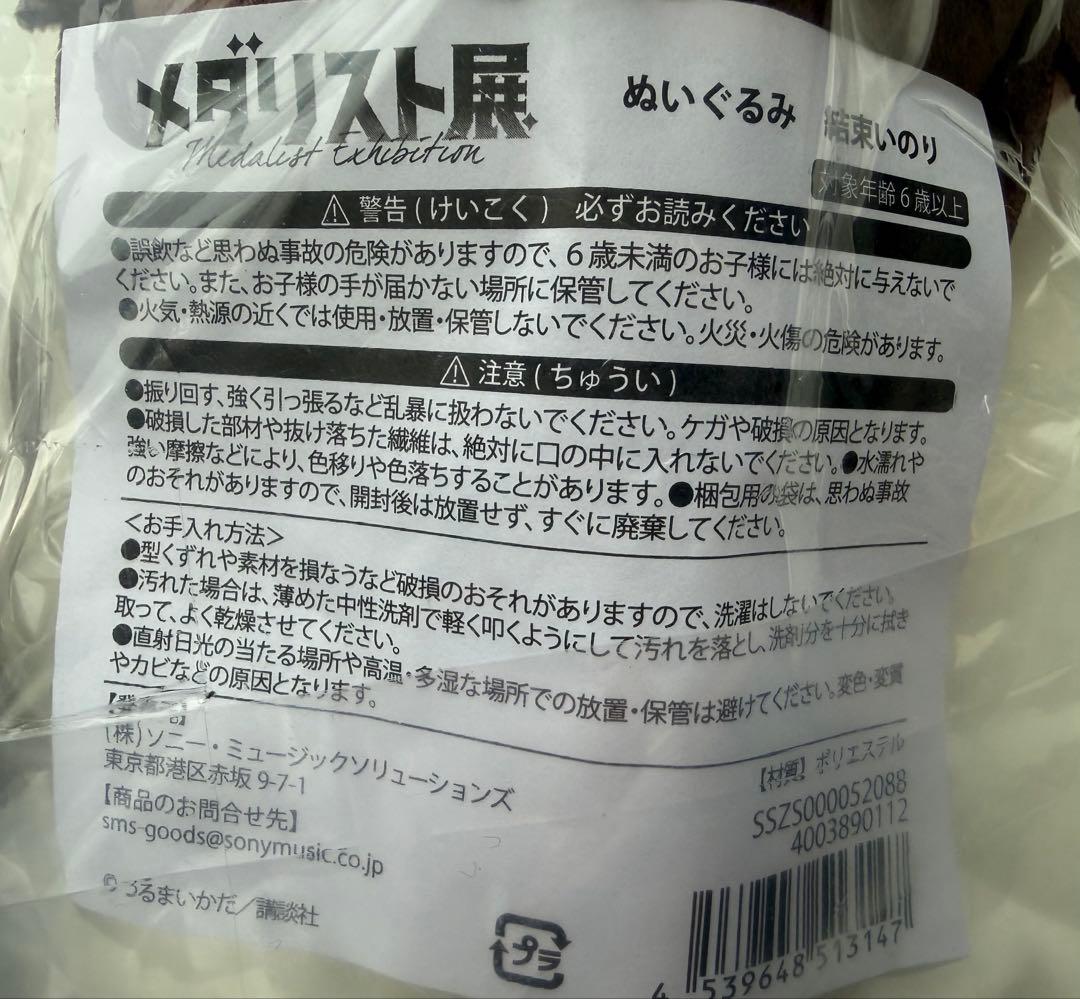 メダリスト展
Medalist Exhibition
ぬいぐるみ 結束いのり
対象年齢6歳以上
⚠ 警告(けいこく) 必ずお読みください
●誤飲など思わぬ事故の危険がありますので、6歳未満のお子様には絶対に与えないで
ください。また、お子様の手が届かない場所に保管してください。
●火気・熱源の近くでは使用・放置・保管しないでください。火災・火傷の危険があります。
⚠ 注意(ちゅうい)
●振り回す、強く引っ張るなど乱暴に扱わないでください。ケガや破損の原因となります。
●破損した部材や抜け落ちた繊維は、絶対に口の中に入れないでください。●水濡れや
強い摩擦などにより、色移りや色落ちすることがあります。●梱包用の袋は、思わぬ事故
のおそれがありますので、開封後は放置せず、すぐに廃棄してください。
＜お手入れ方法＞
●型くずれや素材を損なうなど破損のおそれがありますので、洗濯はしないでください。
●汚れた場合は、薄めた中性洗剤で軽く叩くようにして汚れを落とし、洗剤分を十分に拭き
取って、よく乾燥させてください。
●直射日光の当たる場所や高温・多湿な場所での放置・保管は避けてください。変色・変質
やカビなどの原因となります。
(株)ソニー・ミュージックソリューションズ
東京都港区赤坂 9-7-1
【商品のお問合せ先】
sms-goods@sonymusic.co.jp
© つるまいかだ／講談社
【材質】ポリエステル
SSZS000052088
4003890112
プラ
4 539648 513147